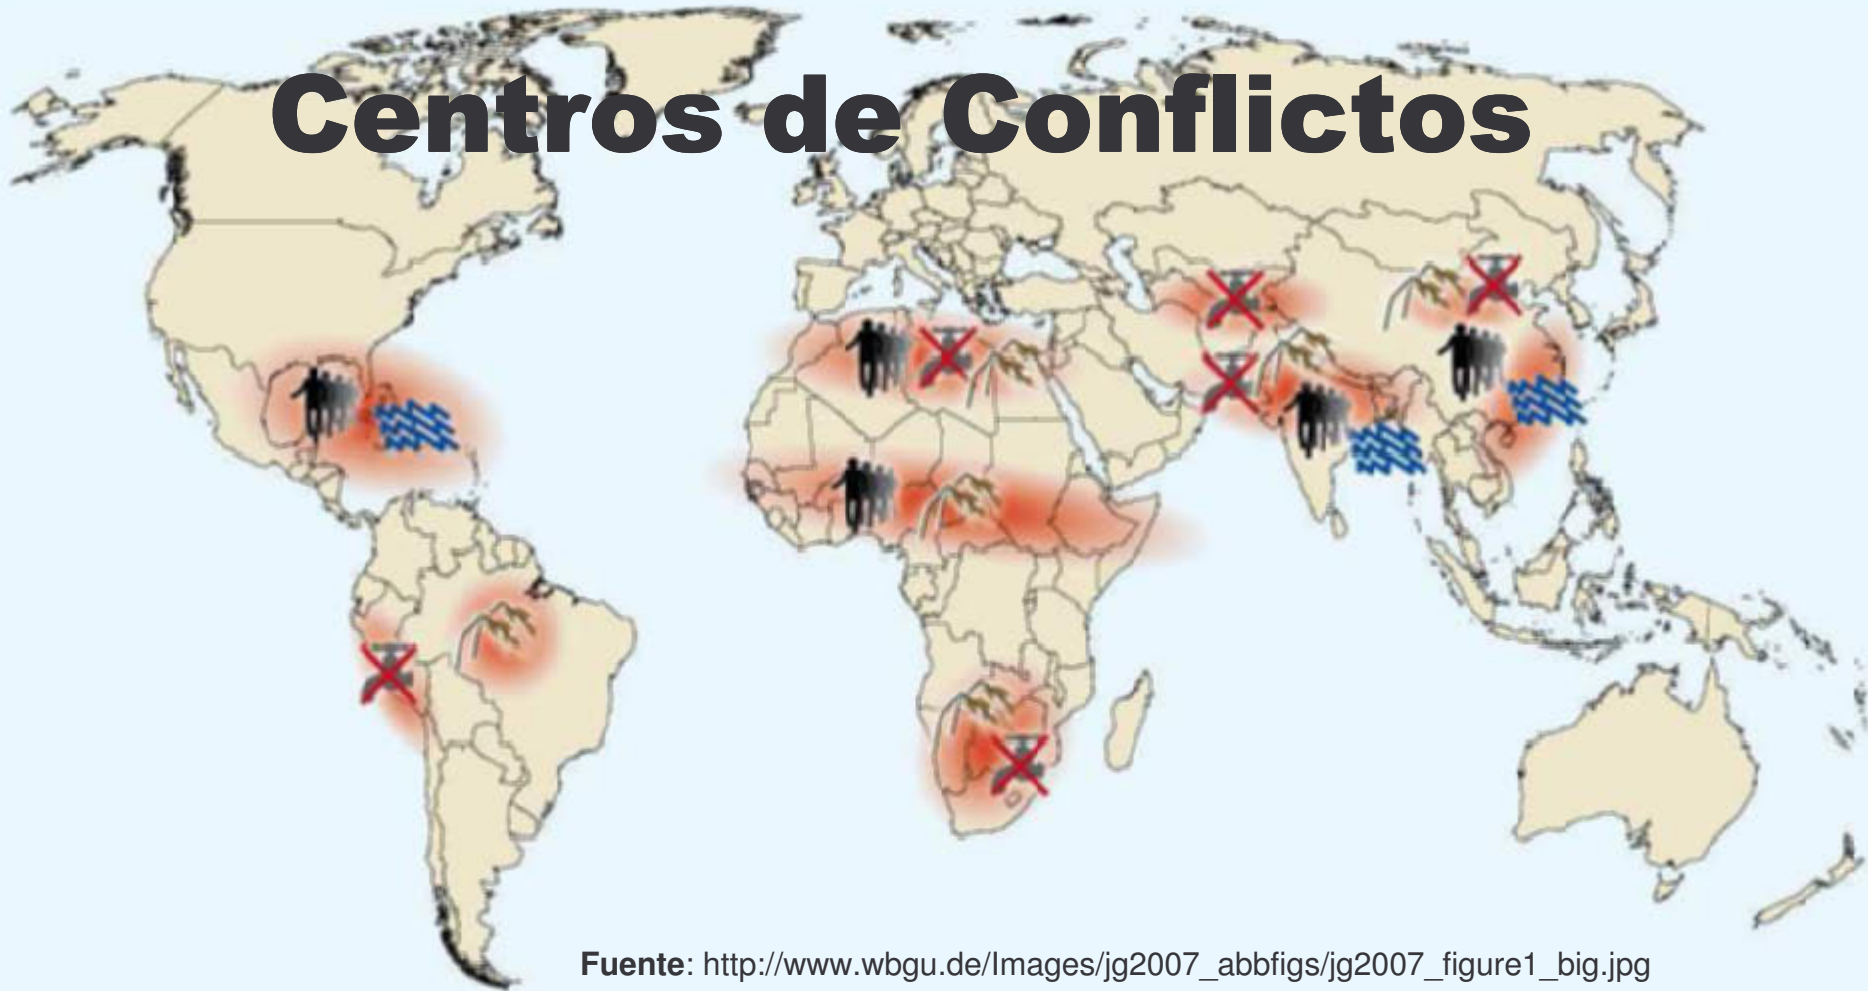 Centros de Conflictos
Fuente: http://www.wbgu.de/Images/jg2007_abbfigs/jg2007_figure1_big.jpg